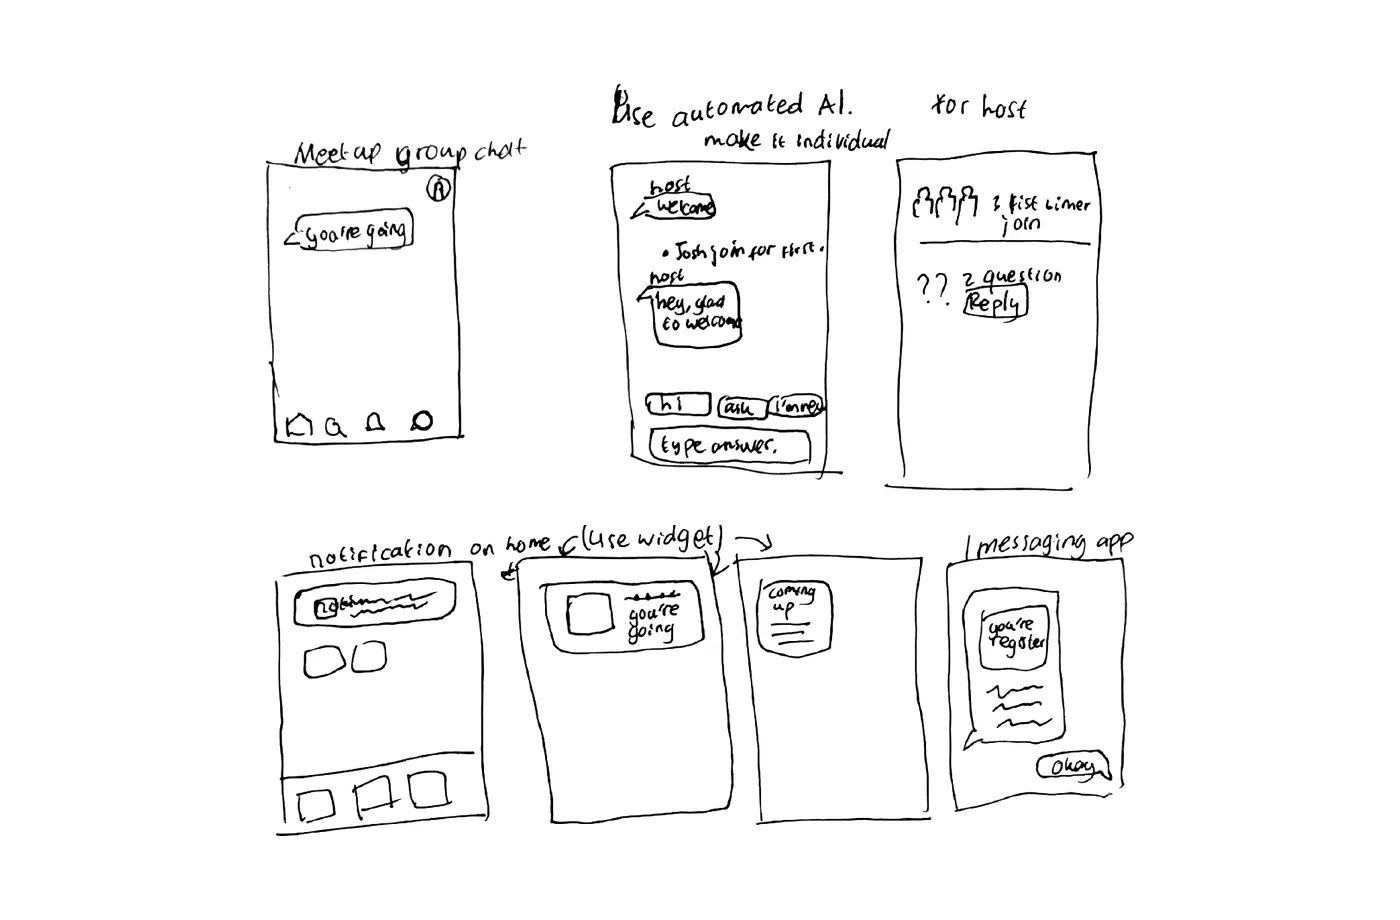 Use automated AI.
make it individual
for host
Meetup group chat
you're going
host
welcome
• Josh join for first.
host
hey, glad
to welcome
hi
ask
type answer.
3 fist timer
join
?? 2 question
Reply
notification on home
(use widget)
you're
going
coming
up
messaging app
you're
register
okay